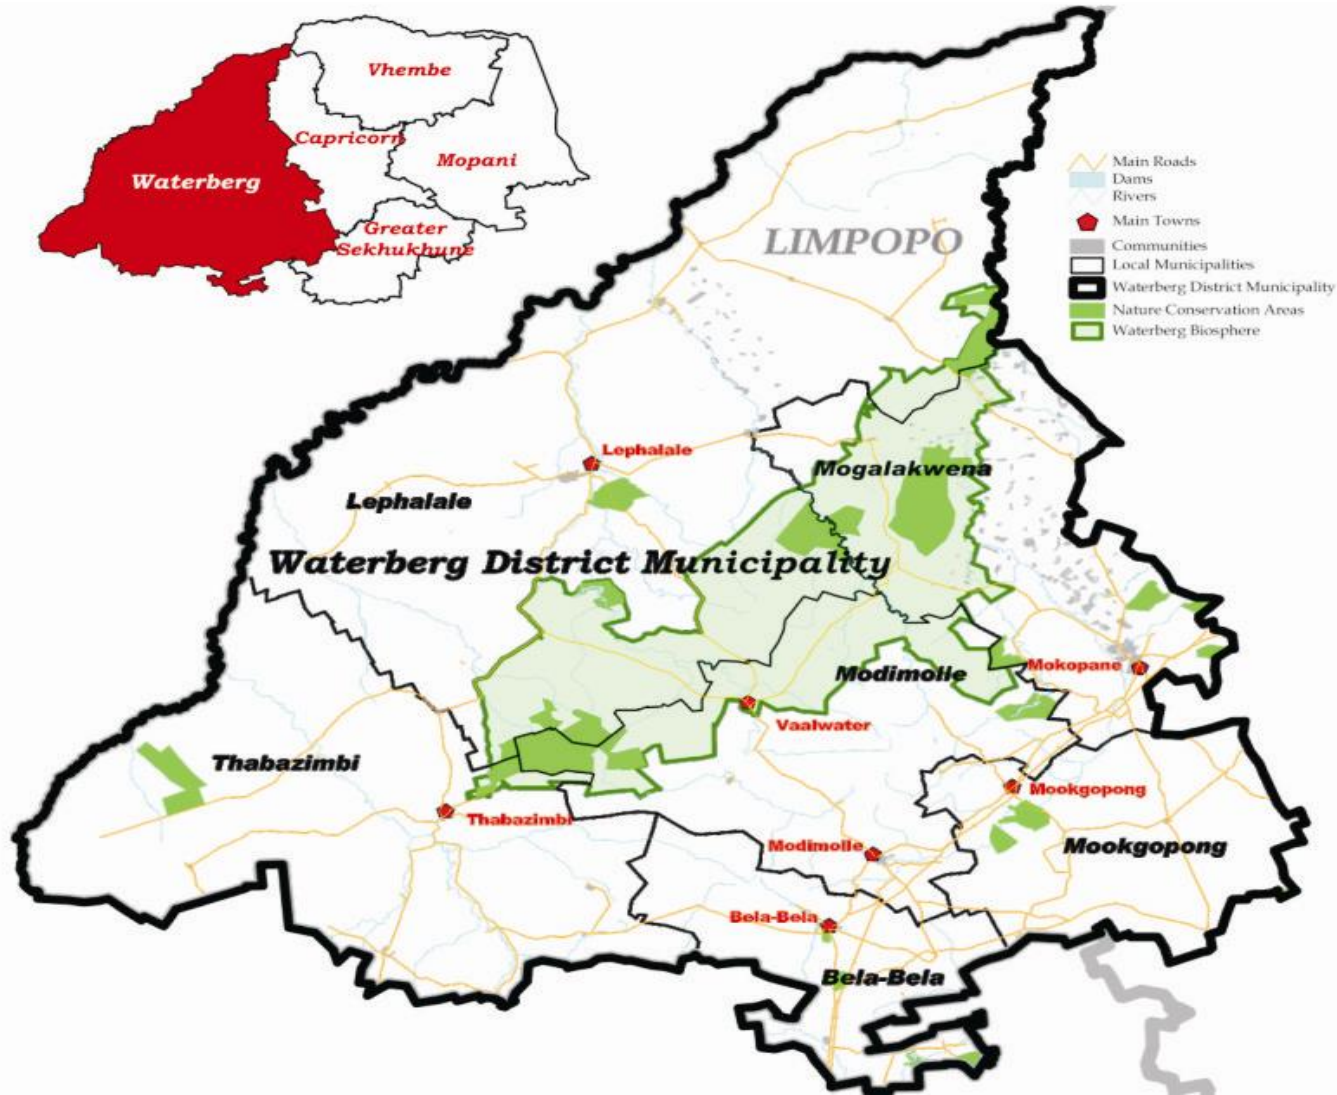 Vhembe
Capricorn
Mopani
Waterberg
Greater
Sekhukhune
LIMPOPO
Main Roads
Dams
Rivers
Main Towns
Communities
Local Municipalities
Waterberg District Municipality
Nature Conservation Areas
Waterberg Biosphere
Lephalale
Mogalakwena
Lephalale
Waterberg District Municipality
Mokopane
Modimolle
Vaalwater
Thabazimbi
Mookgopong
Thabazimbi
Modimolle
Mookgopong
Bela-Bela
Bela-Bela